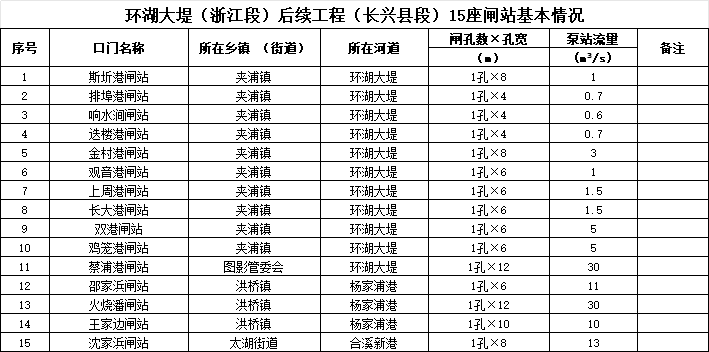 环湖大堤（浙江段）后续工程（长兴县段）15座闸站基本情况
序号 口门名称 所在乡镇 （街道） 所在河道 闸孔数×孔宽 （m） 泵站流量 （m³/s） 备注
1 斯圻港闸站 夹浦镇 环湖大堤 1孔×8 1
2 排埠港闸站 夹浦镇 环湖大堤 1孔×4 0.7
3 响水涧闸站 夹浦镇 环湖大堤 1孔×4 0.6
4 迭楼港闸站 夹浦镇 环湖大堤 1孔×4 0.7
5 金村港闸站 夹浦镇 环湖大堤 1孔×8 3
6 观音港闸站 夹浦镇 环湖大堤 1孔×6 1
7 上周港闸站 夹浦镇 环湖大堤 1孔×6 1.5
8 长大港闸站 夹浦镇 环湖大堤 1孔×6 1.5
9 双港闸站 夹浦镇 环湖大堤 1孔×6 5
10 鸡笼港闸站 夹浦镇 环湖大堤 1孔×6 5
11 蔡浦港闸站 图影管委会 环湖大堤 1孔×12 30
12 邵家浜闸站 洪桥镇 杨家浦港 1孔×6 11
13 火烧潘闸站 洪桥镇 杨家浦港 1孔×12 30
14 王家边闸站 洪桥镇 杨家浦港 1孔×10 10
15 沈家浜闸站 太湖街道 合溪新港 1孔×8 13